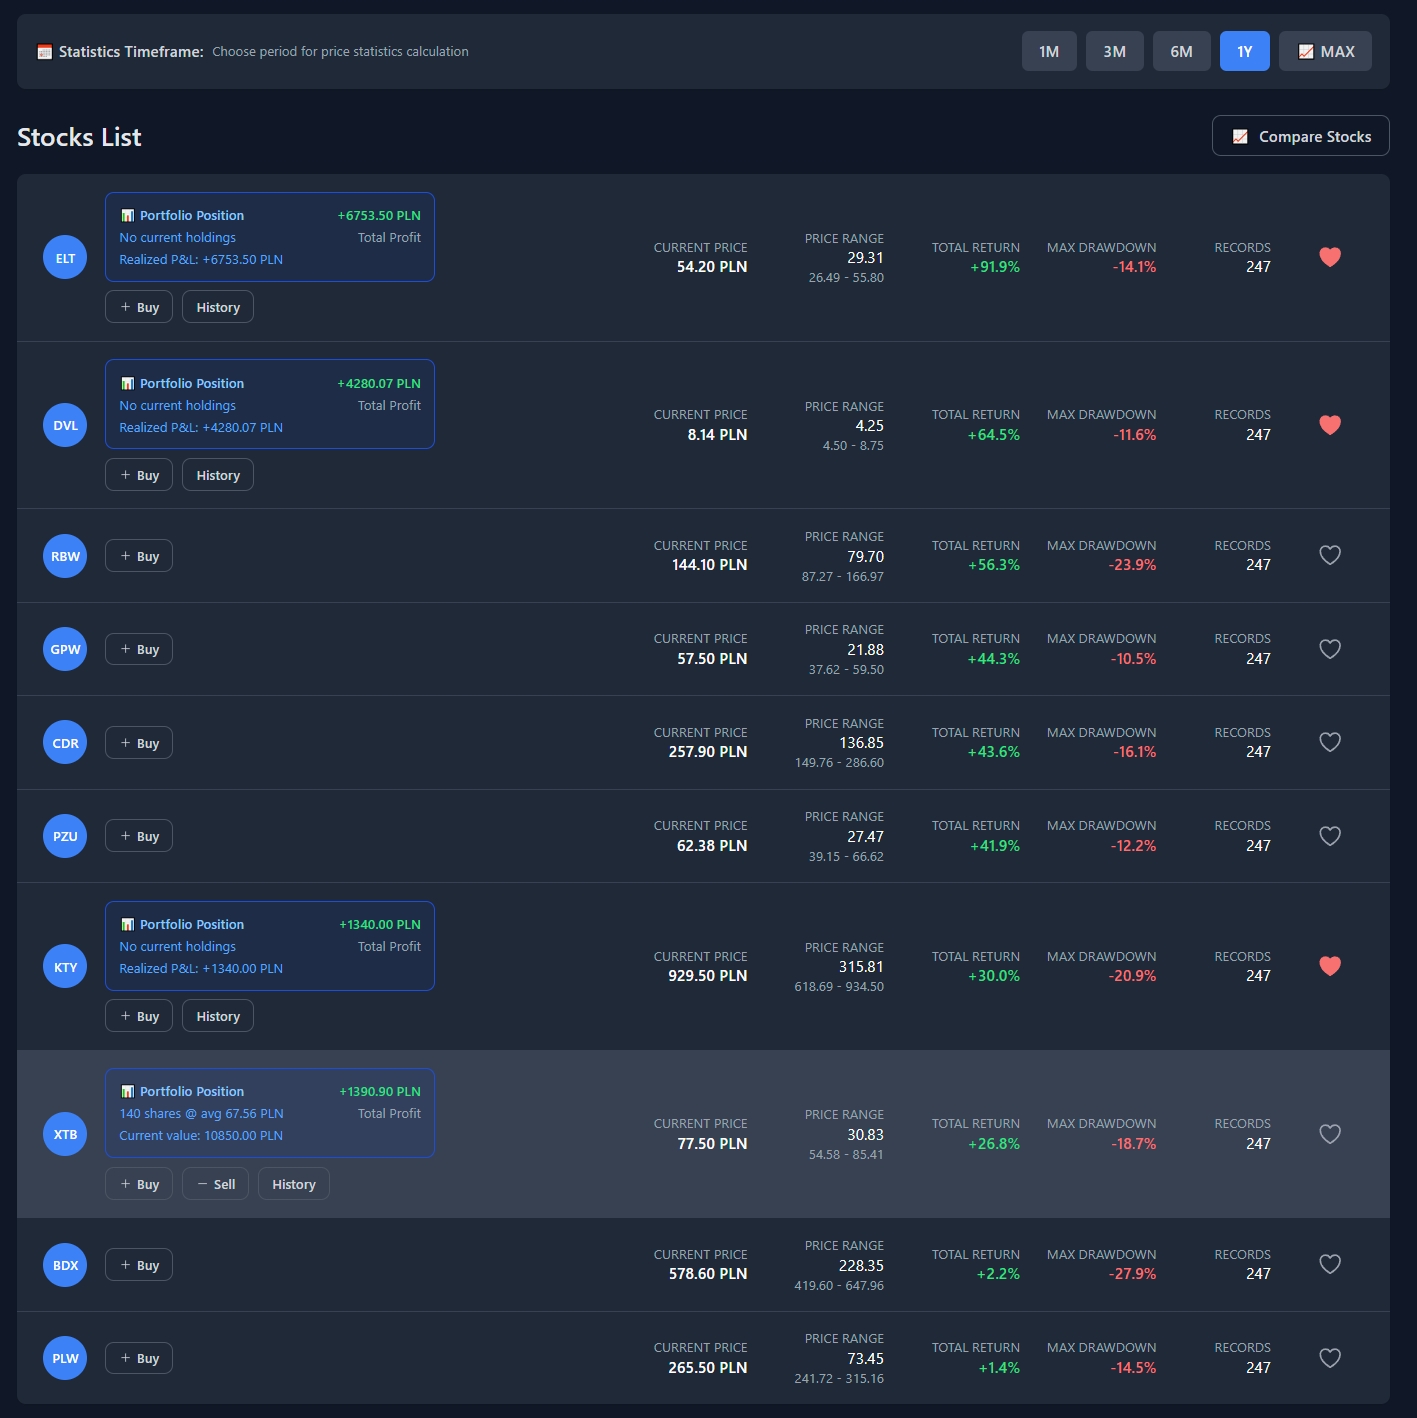 Statistics Timeframe: Choose period for price statistics calculation 1M 3M 6M 1Y MAX
Stocks List
Compare Stocks
ELT
Portfolio Position +6753.50 PLN
No current holdings Total Profit
Realized P&L: +6753.50 PLN
+ Buy History
CURRENT PRICE
54.20 PLN
PRICE RANGE
29.31
26.49 - 55.80
TOTAL RETURN
+91.9%
MAX DRAWDOWN
-14.1%
RECORDS
247
DVL
Portfolio Position +4280.07 PLN
No current holdings Total Profit
Realized P&L: +4280.07 PLN
+ Buy History
CURRENT PRICE
8.14 PLN
PRICE RANGE
4.25
4.50 - 8.75
TOTAL RETURN
+64.5%
MAX DRAWDOWN
-11.6%
RECORDS
247
RBW
+ Buy
CURRENT PRICE
144.10 PLN
PRICE RANGE
79.70
87.27 - 166.97
TOTAL RETURN
+56.3%
MAX DRAWDOWN
-23.9%
RECORDS
247
GPW
+ Buy
CURRENT PRICE
57.50 PLN
PRICE RANGE
21.88
37.62 - 59.50
TOTAL RETURN
+44.3%
MAX DRAWDOWN
-10.5%
RECORDS
247
CDR
+ Buy
CURRENT PRICE
257.90 PLN
PRICE RANGE
136.85
149.76 - 286.60
TOTAL RETURN
+43.6%
MAX DRAWDOWN
-16.1%
RECORDS
247
PZU
+ Buy
CURRENT PRICE
62.38 PLN
PRICE RANGE
27.47
39.15 - 66.62
TOTAL RETURN
+41.9%
MAX DRAWDOWN
-12.2%
RECORDS
247
KTY
Portfolio Position +1340.00 PLN
No current holdings Total Profit
Realized P&L: +1340.00 PLN
+ Buy History
CURRENT PRICE
929.50 PLN
PRICE RANGE
315.81
618.69 - 934.50
TOTAL RETURN
+30.0%
MAX DRAWDOWN
-20.9%
RECORDS
247
XTB
Portfolio Position +1390.90 PLN
140 shares @ avg 67.56 PLN Total Profit
Current value: 10850.00 PLN
+ Buy − Sell History
CURRENT PRICE
77.50 PLN
PRICE RANGE
30.83
54.58 - 85.41
TOTAL RETURN
+26.8%
MAX DRAWDOWN
-18.7%
RECORDS
247
BDX
+ Buy
CURRENT PRICE
578.60 PLN
PRICE RANGE
228.35
419.60 - 647.96
TOTAL RETURN
+2.2%
MAX DRAWDOWN
-27.9%
RECORDS
247
PLW
+ Buy
CURRENT PRICE
265.50 PLN
PRICE RANGE
73.45
241.72 - 315.16
TOTAL RETURN
+1.4%
MAX DRAWDOWN
-14.5%
RECORDS
247